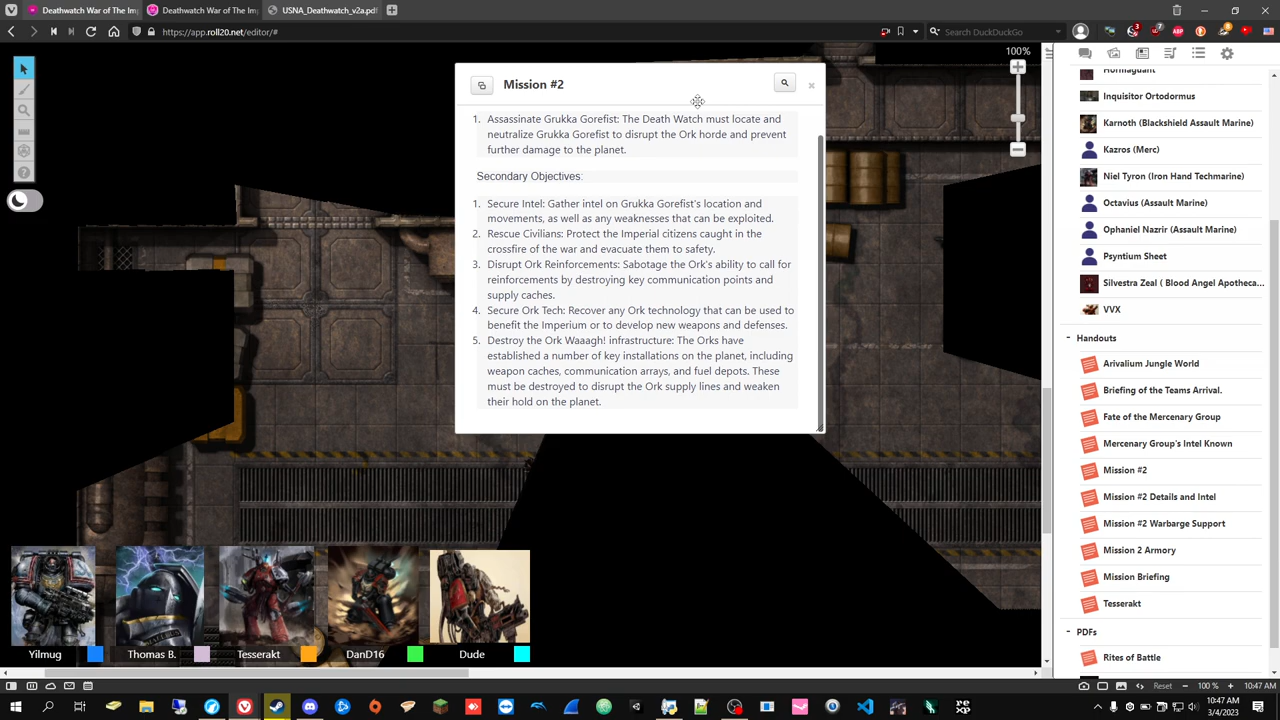 Deathwatch War of The Im
Deathwatch War of The Im
USNA_Deathwatch_v2a.pdf
https://app.roll20.net/editor/#
Search DuckDuckGo
100%
Mission #2
1. Assassinate Grukka Gorefist: The Death Watch must locate and
neutralize Grukka Gorefist to disrupt the Ork horde and prevent
further damage to the planet.
Secondary Objectives:
1. Secure Intel: Gather intel on Grukka Gorefist's location and
movements, as well as any weaknesses that can be exploited.
2. Rescue Civilians: Protect the Imperial citizens caught in the
crossfire of the war and evacuate them to safety.
3. Disrupt Ork Reinforcements: Sabotage the Ork's ability to call for
reinforcements by destroying key communication points and
supply caches.
4. Secure Ork Tech: Recover any Ork technology that can be used to
benefit the Imperium or to develop new weapons and defenses.
5. Destroy the Ork Waaagh! infrastructure: The Orks have
established a number of key installations on the planet, including
weapon caches, communication arrays, and fuel depots. These
must be destroyed to disrupt the Ork supply lines and weaken
their hold on the planet.
Hormagaunt
Inquisitor Ortodormus
Karnoth (Blackshield Assault Marine)
Kazros (Merc)
Niel Tyron (Iron Hand Techmarine)
Octavius (Assault Marine)
Ophaniel Nazrir (Assault Marine)
Psyntium Sheet
Silvestra Zeal ( Blood Angel Apotheca...
VVX
Handouts
Arivalium Jungle World
Briefing of the Teams Arrival.
Fate of the Mercenary Group
Mercenary Group's Intel Known
Mission #2
Mission #2 Details and Intel
Mission #2 Warbarge Support
Mission 2 Armory
Mission Briefing
Tesserakt
PDFs
Rites of Battle
Yilmug
Thomas B.
Tesserakt
DanD16
Dude
Reset
100 %
10:47 AM
10:47 AM
3/4/2023